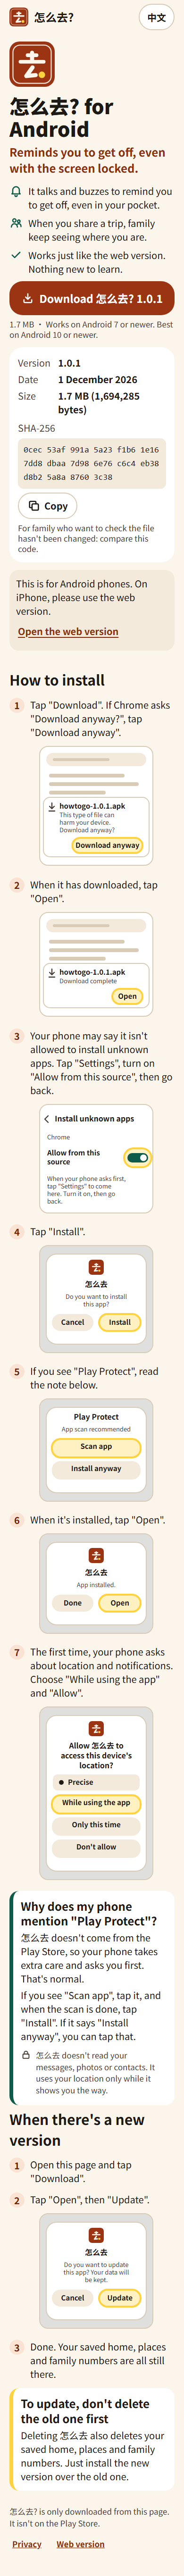 去 怎么去?
中文
去
怎么去? for
Android
Reminds you to get off, even
with the screen locked.
It talks and buzzes to remind you
to get off, even in your pocket.
When you share a trip, family
keep seeing where you are.
Works just like the web version.
Nothing new to learn.
Download 怎么去? 1.0.1
1.7 MB · Works on Android 7 or newer. Best
on Android 10 or newer.
Version 1.0.1
Date 1 December 2026
Size 1.7 MB (1,694,285
bytes)
SHA-256
0cec 53af 991a 5a23 f1b6 1e16
7dd8 dbaa 7d98 6e76 c6c4 eb38
d8b2 5a8a 8760 3c38
Copy
For family who want to check the file
hasn't been changed: compare this
code.
This is for Android phones. On
iPhone, please use the web
version.
Open the web version
How to install
1 Tap "Download". If Chrome asks
"Download anyway?", tap
"Download anyway".
howtogo-1.0.1.apk
This type of file can
harm your device.
Download anyway?
Download anyway
2 When it has downloaded, tap
"Open".
howtogo-1.0.1.apk
Download complete
Open
3 Your phone may say it isn't
allowed to install unknown
apps. Tap "Settings", turn on
"Allow from this source", then go
back.
Install unknown apps
Chrome
Allow from this
source
When your phone asks first,
tap "Settings" to come
here. Turn it on, then go
back.
4 Tap "Install".
去
怎么去
Do you want to install
this app?
Cancel Install
5 If you see "Play Protect", read
the note below.
Play Protect
App scan recommended
Scan app
Install anyway
6 When it's installed, tap "Open".
去
怎么去
App installed.
Done Open
7 The first time, your phone asks
about location and notifications.
Choose "While using the app"
and "Allow".
去
Allow 怎么去 to
access this device's
location?
Precise
While using the app
Only this time
Don't allow
Why does my phone
mention "Play Protect"?
怎么去 doesn't come from the
Play Store, so your phone takes
extra care and asks you first.
That's normal.
If you see "Scan app", tap it, and
when the scan is done, tap
"Install". If it says "Install
anyway", you can tap that.
怎么去 doesn't read your
messages, photos or contacts. It
uses your location only while it
shows you the way.
When there's a new
version
1 Open this page and tap
"Download".
2 Tap "Open", then "Update".
去
怎么去
Do you want to update
this app? Your data will
be kept.
Cancel Update
3 Done. Your saved home, places
and family numbers are all still
there.
To update, don't delete
the old one first
Deleting 怎么去 also deletes your
saved home, places and family
numbers. Just install the new
version over the old one.
怎么去? is only downloaded from this page.
It isn't on the Play Store.
Privacy Web version